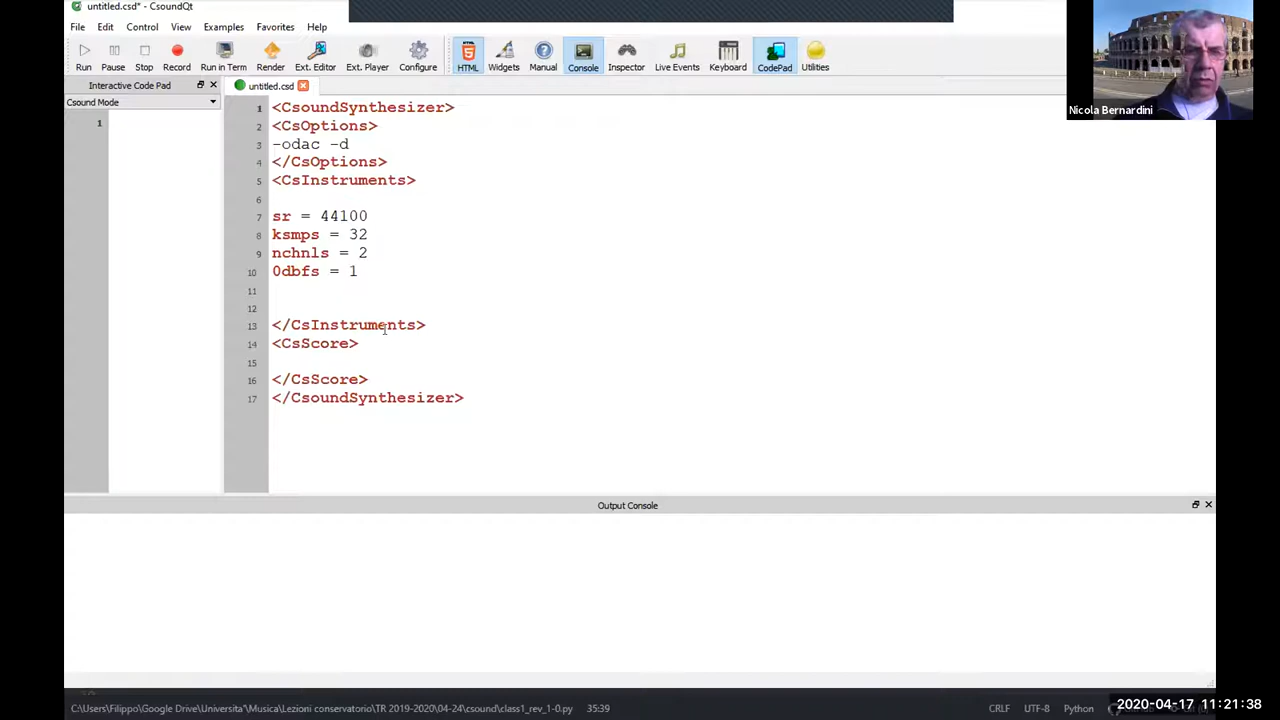 untitled.csd* - CsoundQt
File Edit Control View Examples Favorites Help
Run Pause Stop Record Run in Term Render Ext. Editor Ext. Player Configure HTML Widgets Manual Console Inspector Live Events Keyboard CodePad Utilities
Nicola Bernardini
Interactive Code Pad
untitled.csd
Csound Mode
1
1 <CsoundSynthesizer>
2 <CsOptions>
3 -odac -d
4 </CsOptions>
5 <CsInstruments>
6
7 sr = 44100
8 ksmps = 32
9 nchnls = 2
10 0dbfs = 1
11
12
13 </CsInstruments>
14 <CsScore>
15
16 </CsScore>
17 </CsoundSynthesizer>
Output Console
C:\Users\Filippo\Google Drive\Universita'\Musica\Lezioni conservatorio\TR 2019-2020\04-24\csound\class1_rev_1-0.py 35:39 CRLF UTF-8 Python
2020-04-17 11:21:38